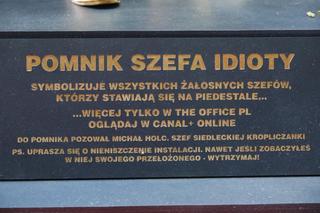 POMNIK SZEFA IDIOTY
SYMBOLIZUJE WSZYSTKICH ŻAŁOSNYCH SZEFÓW,
KTÓRZY STAWIAJĄ SIĘ NA PIEDESTALE...
...WIĘCEJ TYLKO W THE OFFICE PL
OGLĄDAJ W CANAL+ ONLINE
DO POMNIKA POZOWAŁ MICHAŁ HOLC. SZEF SIEDLECKIEJ KROPLICZANKI
PS. UPRASZA SIĘ O NIENISZCZENIE INSTALACJI. NAWET JEŚLI ZOBACZYŁEŚ
W NIEJ SWOJEGO PRZEŁOŻONEGO - WYTRZYMAJ!